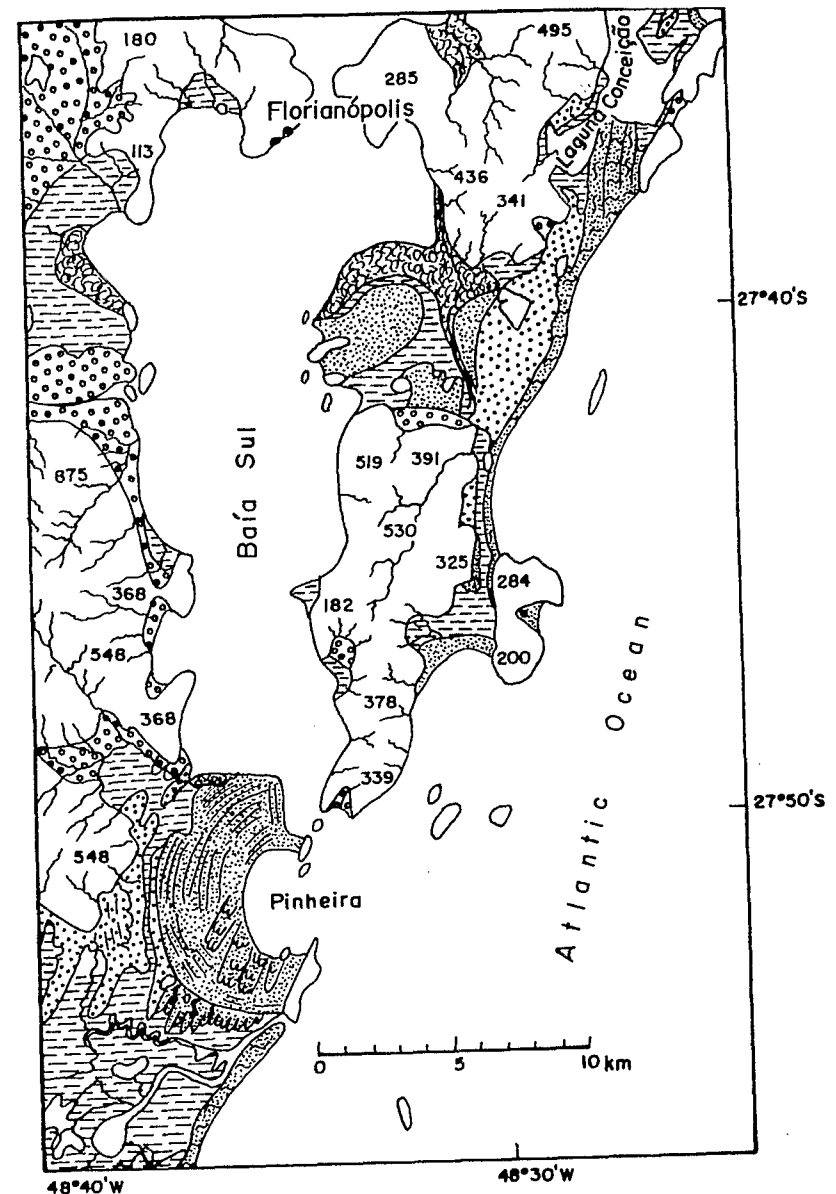 180
495
285
Florianópolis
Laguna Conceição
113
436
341
27°40'S
875
519
391
Baía Sul
530
325
368
284
182
548
200
378
368
339
27°50'S
548
Atlantic Ocean
Pinheira
0 5 10 km
48°40'W
48°30'W